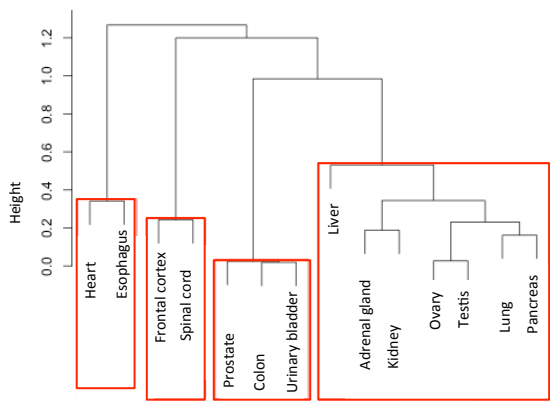 Height
1.2
1.0
0.8
0.6
0.4
0.2
0.0
Heart
Esophagus
Frontal cortex
Spinal cord
Prostate
Colon
Urinary bladder
Liver
Adrenal gland
Kidney
Ovary
Testis
Lung
Pancreas